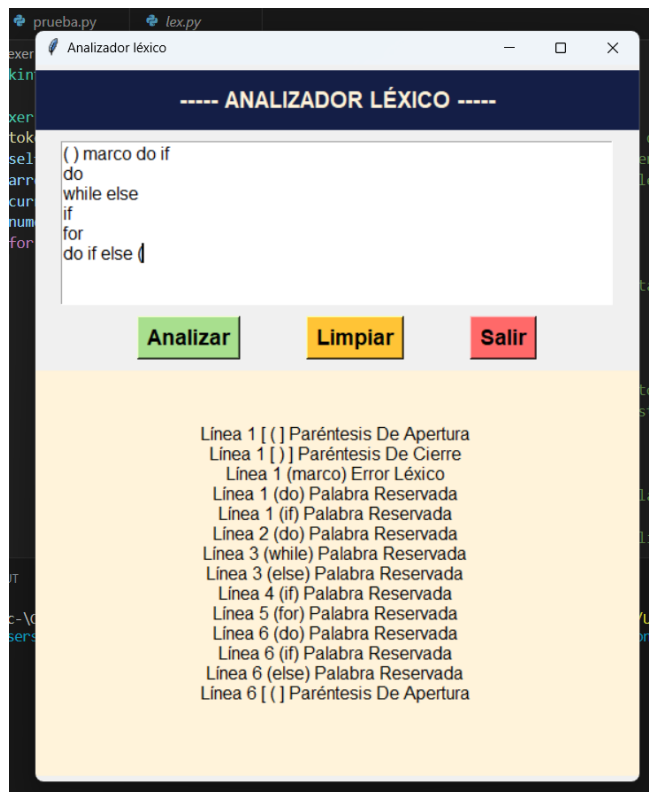 prueba.py lex.py
Analizador léxico
----- ANALIZADOR LÉXICO -----
( ) marco do if
do
while else
if
for
do if else (
Analizar Limpiar Salir
Línea 1 [ ( ] Paréntesis De Apertura
Línea 1 [ ) ] Paréntesis De Cierre
Línea 1 (marco) Error Léxico
Línea 1 (do) Palabra Reservada
Línea 1 (if) Palabra Reservada
Línea 2 (do) Palabra Reservada
Línea 3 (while) Palabra Reservada
Línea 3 (else) Palabra Reservada
Línea 4 (if) Palabra Reservada
Línea 5 (for) Palabra Reservada
Línea 6 (do) Palabra Reservada
Línea 6 (if) Palabra Reservada
Línea 6 (else) Palabra Reservada
Línea 6 [ ( ] Paréntesis De Apertura